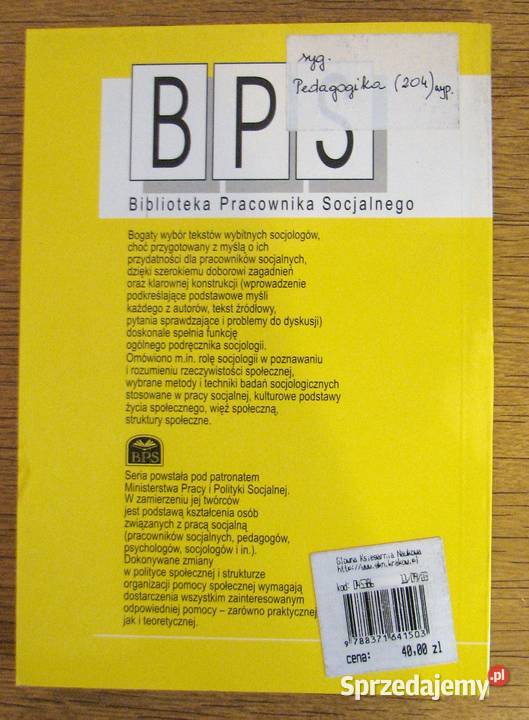 syg.
Pedagogika (204) wyp.
BPS
Biblioteka Pracownika Socjalnego
Bogaty wybór tekstów wybitnych socjologów,
choć przygotowany z myślą o ich
przydatności dla pracowników socjalnych,
dzięki szerokiemu doborowi zagadnień
oraz klarownej konstrukcji (wprowadzenie
podkreślające podstawowe myśli
każdego z autorów, tekst źródłowy,
pytania sprawdzające i problemy do dyskusji)
doskonale spełnia funkcję
ogólnego podręcznika socjologii.
Omówiono m.in. rolę socjologii w poznawaniu
i rozumieniu rzeczywistości społecznej,
wybrane metody i techniki badań socjologicznych
stosowane w pracy socjalnej, kulturowe podstawy
życia społecznego, więź społeczną,
struktury społeczne.
BPS
Seria powstała pod patronatem
Ministerstwa Pracy i Polityki Socjalnej.
W zamierzeniu jej twórców
jest podstawą kształcenia osób
związanych z pracą socjalną
(pracowników socjalnych, pedagogów,
psychologów, socjologów i in.).
Dokonywane zmiany
w polityce społecznej i strukturze
organizacji pomocy społecznej wymagają
dostarczenia wszystkim zainteresowanym
odpowiedniej pomocy – zarówno praktycznej,
jak i teoretycznej.
Główna Księgarnia Naukowa
kod:
9 788371 641503
cena: 40,00 zł
Sprzedajemy.pl